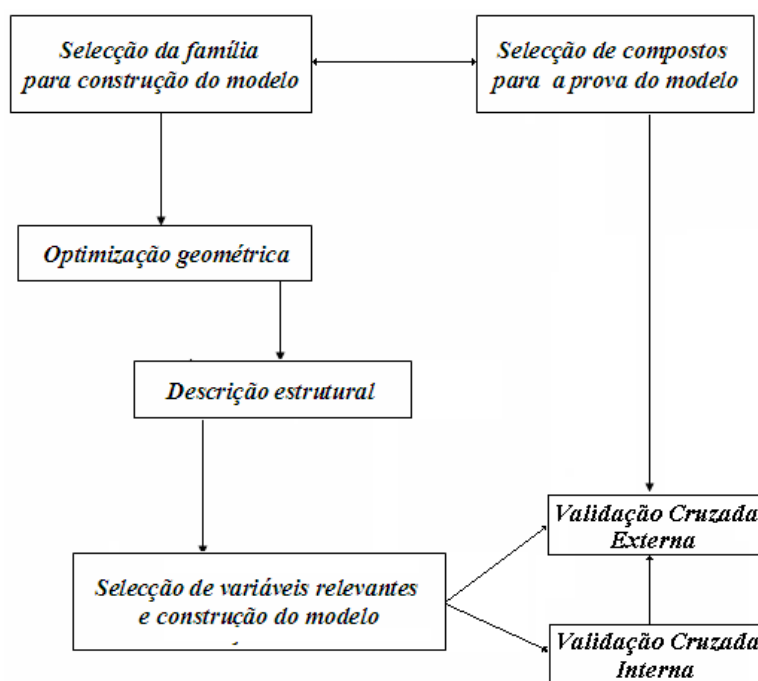 Selecção da família
para construção do modelo
Selecção de compostos
para a prova do modelo
Optimização geométrica
Descrição estrutural
Selecção de variáveis relevantes
e construção do modelo
Validação Cruzada
Externa
Validação Cruzada
Interna